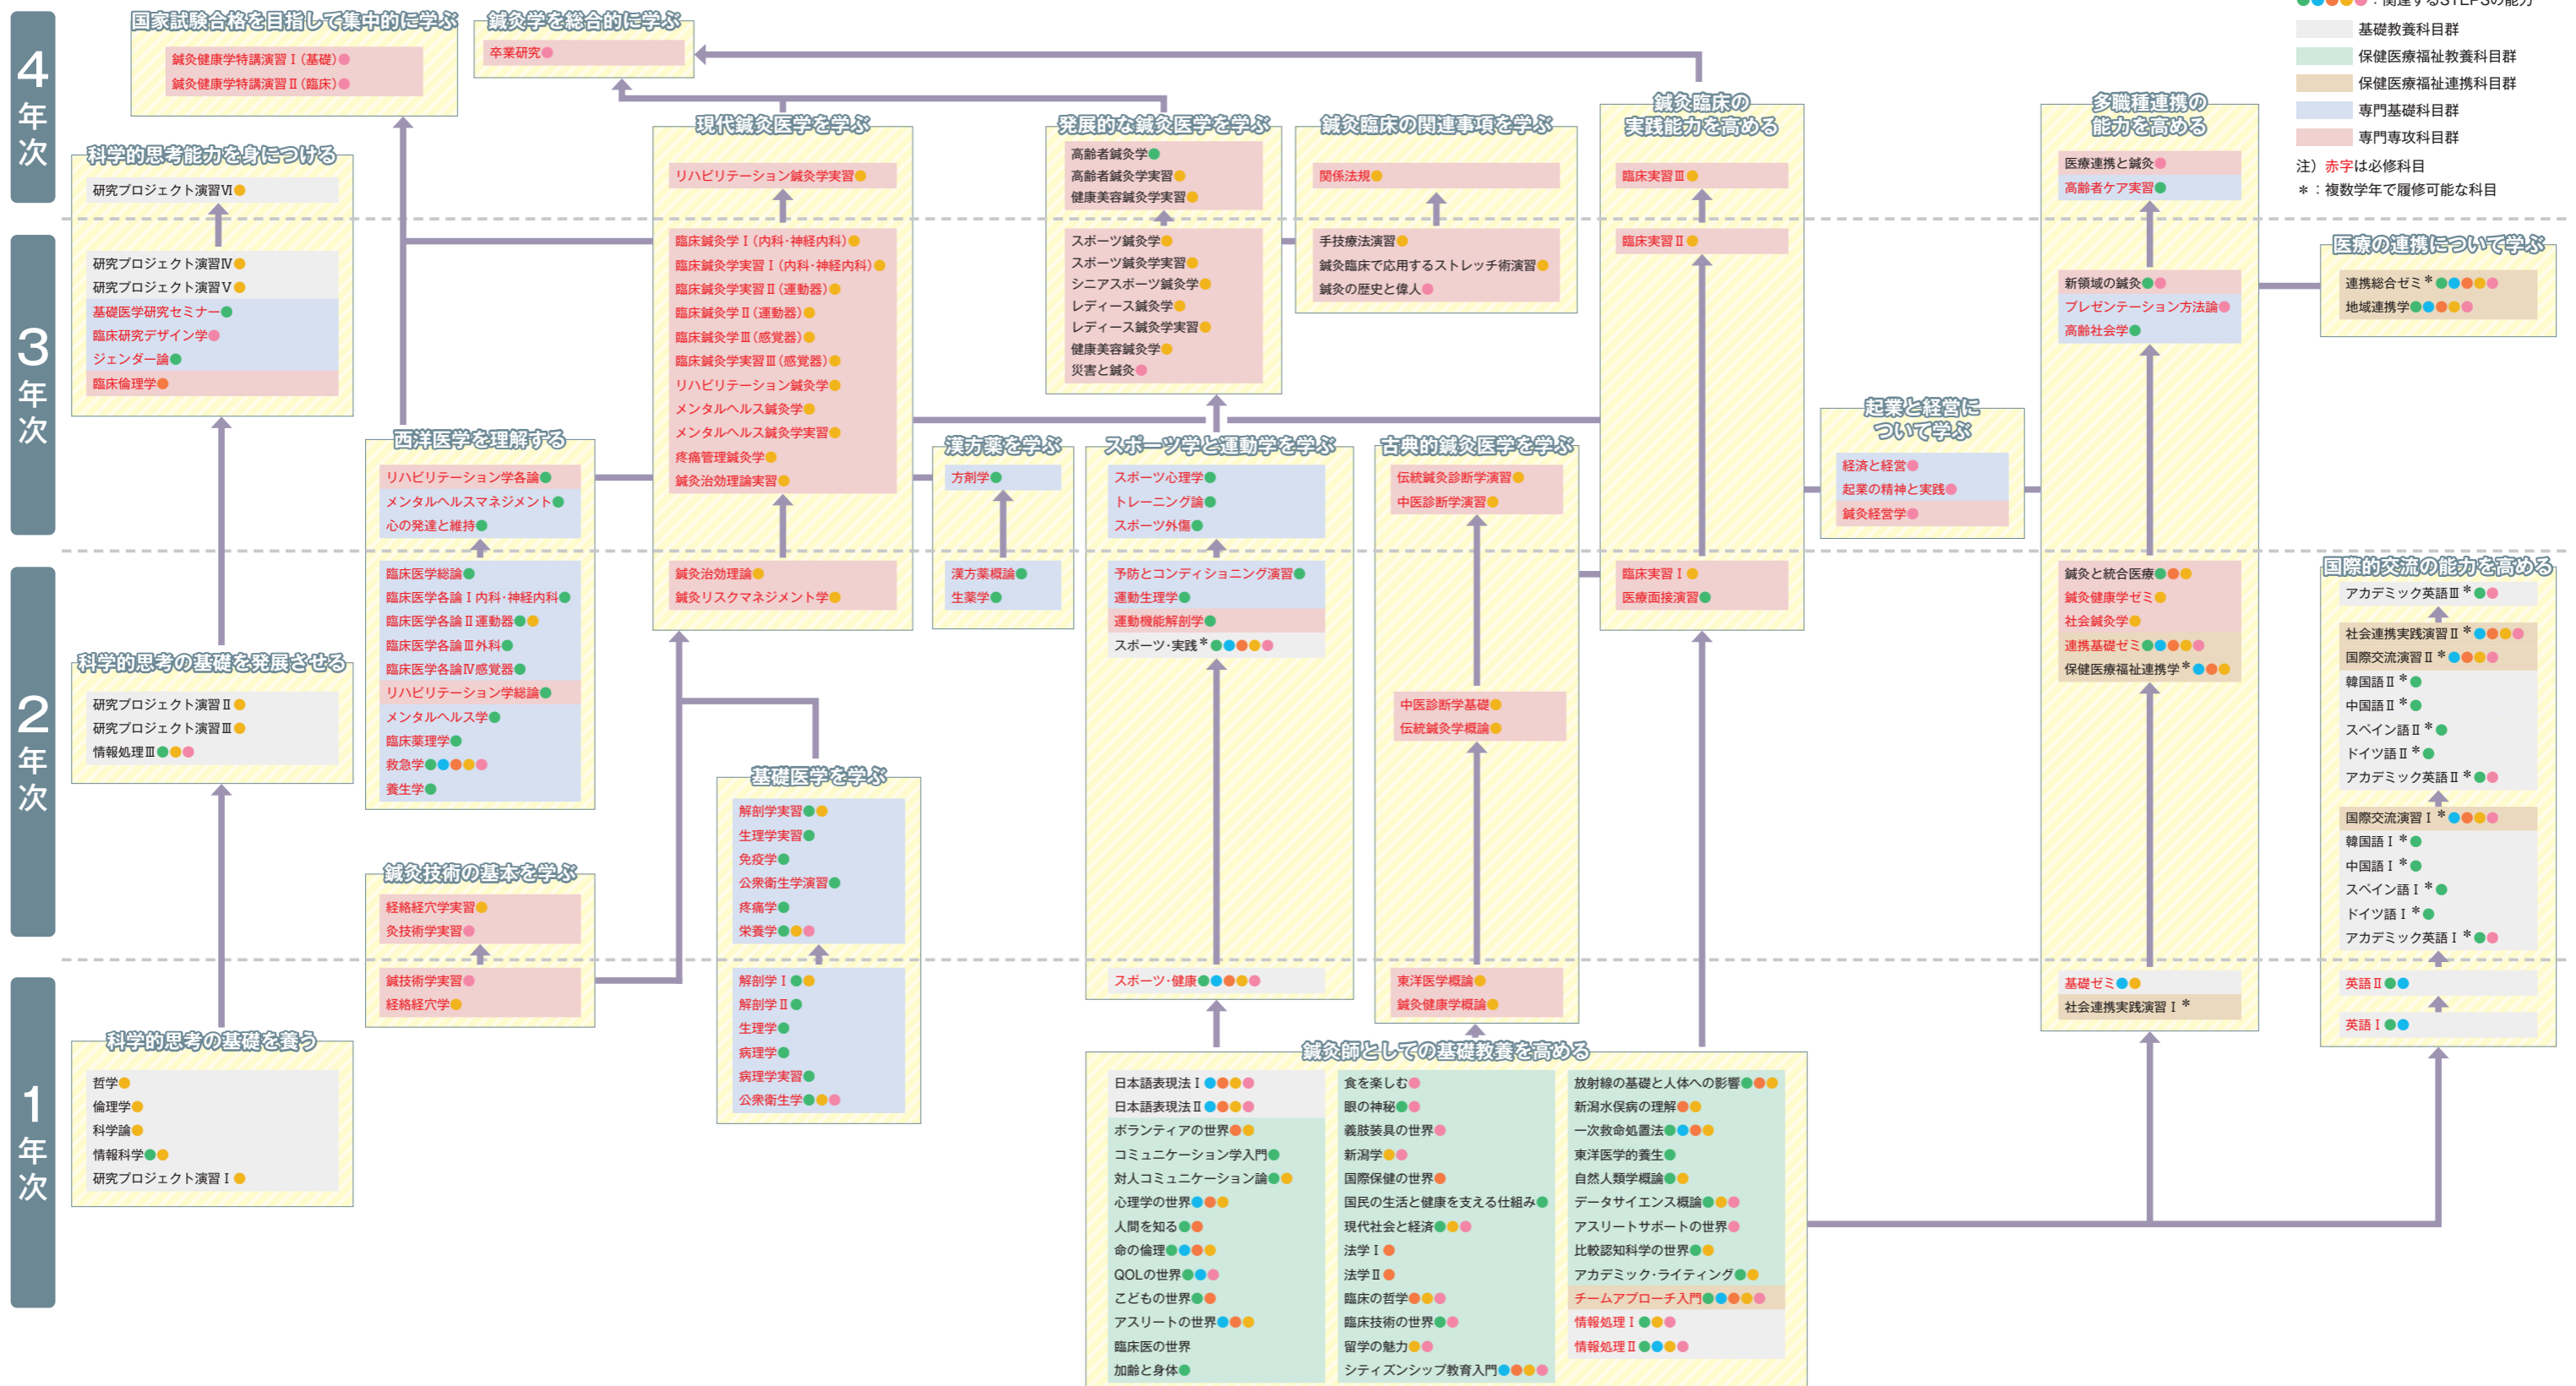 ：関連するSTEPSの能力
基礎教養科目群
保健医療福祉教養科目群
保健医療福祉連携科目群
専門基礎科目群
専門専攻科目群
注）赤字は必修科目
＊：複数学年で履修可能な科目
4年次
国家試験合格を目指して集中的に学ぶ
鍼灸健康学特講演習Ⅰ（基礎）
鍼灸健康学特講演習Ⅱ（臨床）
鍼灸学を総合的に学ぶ
卒業研究
科学的思考能力を身につける
研究プロジェクト演習Ⅵ
研究プロジェクト演習Ⅳ
研究プロジェクト演習Ⅴ
基礎医学研究セミナー
臨床研究デザイン学
ジェンダー論
臨床倫理学
現代鍼灸医学を学ぶ
リハビリテーション鍼灸学実習
臨床鍼灸学Ⅰ（内科・神経内科）
臨床鍼灸学実習Ⅰ（内科・神経内科）
臨床鍼灸学実習Ⅱ（運動器）
臨床鍼灸学Ⅱ（運動器）
臨床鍼灸学Ⅲ（感覚器）
臨床鍼灸学実習Ⅲ（感覚器）
リハビリテーション鍼灸学
メンタルヘルス鍼灸学
メンタルヘルス鍼灸学実習
疼痛管理鍼灸学
鍼灸治効理論実習
鍼灸治効理論
鍼灸リスクマネジメント学
発展的な鍼灸医学を学ぶ
高齢者鍼灸学
高齢者鍼灸学実習
健康美容鍼灸学実習
スポーツ鍼灸学
スポーツ鍼灸学実習
シニアスポーツ鍼灸学
レディース鍼灸学
レディース鍼灸学実習
健康美容鍼灸学
災害と鍼灸
鍼灸臨床の関連事項を学ぶ
関係法規
手技療法演習
鍼灸臨床で応用するストレッチ術演習
鍼灸の歴史と偉人
鍼灸臨床の
実践能力を高める
臨床実習Ⅲ
臨床実習Ⅱ
臨床実習Ⅰ
医療面接演習
多職種連携の
能力を高める
医療連携と鍼灸
高齢者ケア実習
新領域の鍼灸
プレゼンテーション方法論
高齢社会学
鍼灸と統合医療
鍼灸健康学ゼミ
社会鍼灸学
連携基礎ゼミ
保健医療福祉連携学＊
基礎ゼミ
社会連携実践演習Ⅰ＊
医療の連携について学ぶ
連携総合ゼミ＊
地域連携学
3年次
西洋医学を理解する
リハビリテーション学各論
メンタルヘルスマネジメント
心の発達と維持
臨床医学総論
臨床医学各論Ⅰ内科・神経内科
臨床医学各論Ⅱ運動器
臨床医学各論Ⅲ外科
臨床医学各論Ⅳ感覚器
リハビリテーション学総論
メンタルヘルス学
臨床薬理学
救急学
養生学
漢方薬を学ぶ
方剤学
漢方薬概論
生薬学
スポーツ学と運動学を学ぶ
スポーツ心理学
トレーニング論
スポーツ外傷
予防とコンディショニング演習
運動生理学
運動機能解剖学
スポーツ・実践＊
スポーツ・健康
古典的鍼灸医学を学ぶ
伝統鍼灸診断学演習
中医診断学演習
中医診断学基礎
伝統鍼灸学概論
東洋医学概論
鍼灸健康学概論
起業と経営に
ついて学ぶ
経済と経営
起業の精神と実践
鍼灸経営学
2年次
国際的交流の能力を高める
アカデミック英語Ⅲ＊
社会連携実践演習Ⅱ＊
国際交流演習Ⅱ＊
韓国語Ⅱ＊
中国語Ⅱ＊
スペイン語Ⅱ＊
ドイツ語Ⅱ＊
アカデミック英語Ⅱ＊
国際交流演習Ⅰ＊
韓国語Ⅰ＊
中国語Ⅰ＊
スペイン語Ⅰ＊
ドイツ語Ⅰ＊
アカデミック英語Ⅰ＊
英語Ⅱ
英語Ⅰ
科学的思考の基礎を発展させる
研究プロジェクト演習Ⅱ
研究プロジェクト演習Ⅲ
情報処理Ⅲ
鍼灸技術の基本を学ぶ
経絡経穴学実習
灸技術学実習
鍼技術学実習
経絡経穴学
基礎医学を学ぶ
解剖学実習
生理学実習
免疫学
公衆衛生学演習
疼痛学
栄養学
解剖学Ⅰ
解剖学Ⅱ
生理学
病理学
病理学実習
公衆衛生学
1年次
科学的思考の基礎を養う
哲学
倫理学
科学論
情報科学
研究プロジェクト演習Ⅰ
鍼灸師としての基礎教養を高める
日本語表現法Ⅰ
日本語表現法Ⅱ
ボランティアの世界
コミュニケーション学入門
対人コミュニケーション論
心理学の世界
人間を知る
命の倫理
QOLの世界
こどもの世界
アスリートの世界
臨床医の世界
加齢と身体
食を楽しむ
眼の神秘
義肢装具の世界
新潟学
国際保健の世界
国民の生活と健康を支える仕組み
現代社会と経済
法学Ⅰ
法学Ⅱ
臨床の哲学
臨床技術の世界
留学の魅力
シティズンシップ教育入門
放射線の基礎と人体への影響
新潟水俣病の理解
一次救命処置法
東洋医学的養生
自然人類学概論
データサイエンス概論
アスリートサポートの世界
比較認知科学の世界
アカデミック・ライティング
チームアプローチ入門
情報処理Ⅰ
情報処理Ⅱ